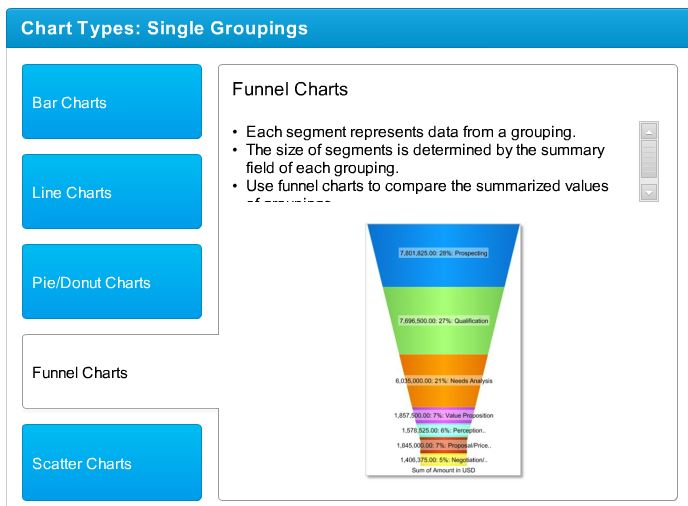 Chart Types: Single Groupings
Bar Charts
Line Charts
Pie/Donut Charts
Funnel Charts
Scatter Charts
Funnel Charts
• Each segment represents data from a grouping.
• The size of segments is determined by the summary
field of each grouping.
• Use funnel charts to compare the summarized values
of groupings
7,801,825.00: 28%: Prospecting
7,696,500.00: 27%: Qualification
6,035,000.00: 21%: Needs Analysis
1,857,500.00: 7%: Value Proposition
1,578,525.00: 6%: Perception..
1,845,000.00: 7%: Proposal/Price..
1,406,375.00: 5%: Negotiation/..
Sum of Amount in USD